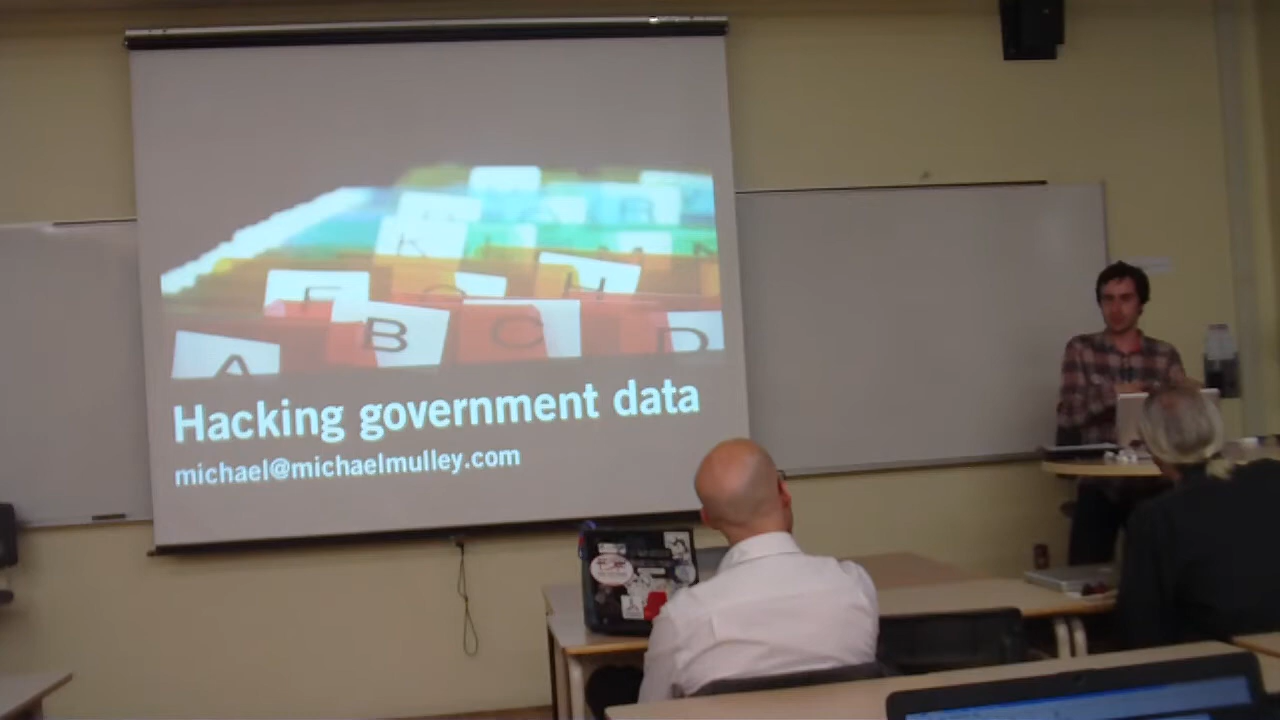 K
F G H
A B C D
Hacking government data
michael@michaelmulley.com